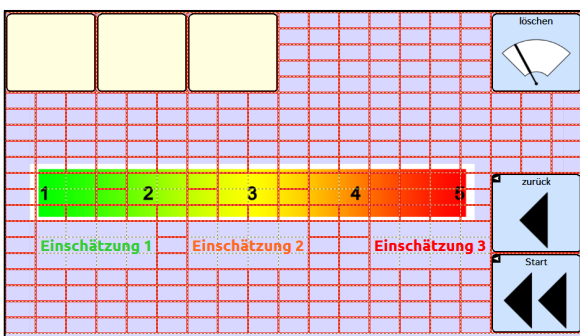 löschen
1 2 3 4 5
zurück
Einschätzung 1 Einschätzung 2 Einschätzung 3
Start